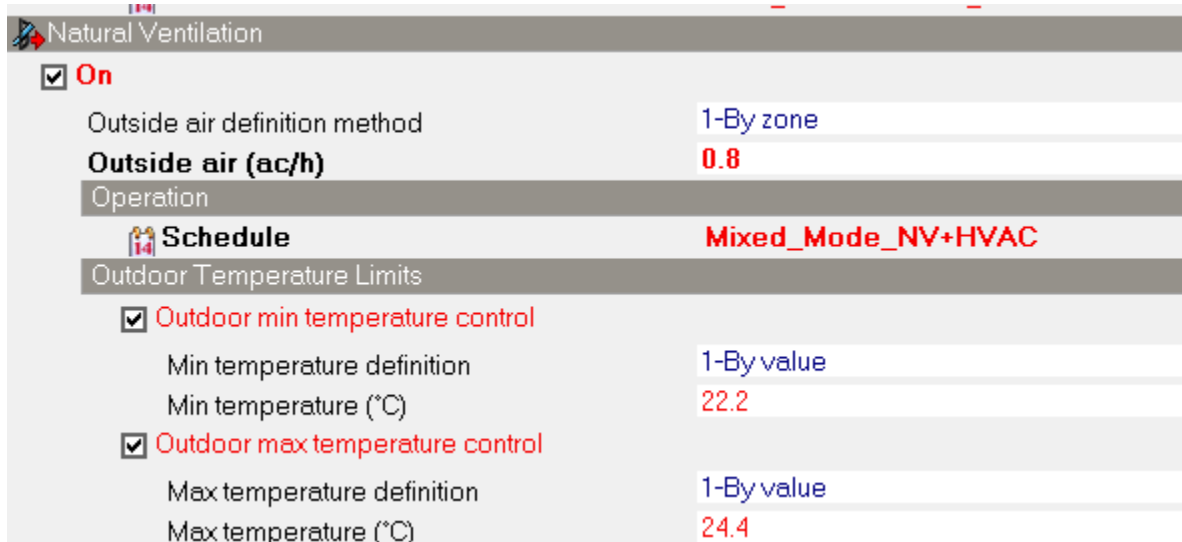 Natural Ventilation
On
Outside air definition method 1-By zone
Outside air (ac/h) 0.8
Operation
14 Schedule Mixed_Mode_NV+HVAC
Outdoor Temperature Limits
Outdoor min temperature control
Min temperature definition 1-By value
Min temperature (°C) 22.2
Outdoor max temperature control
Max temperature definition 1-By value
Max temperature (°C) 24.4